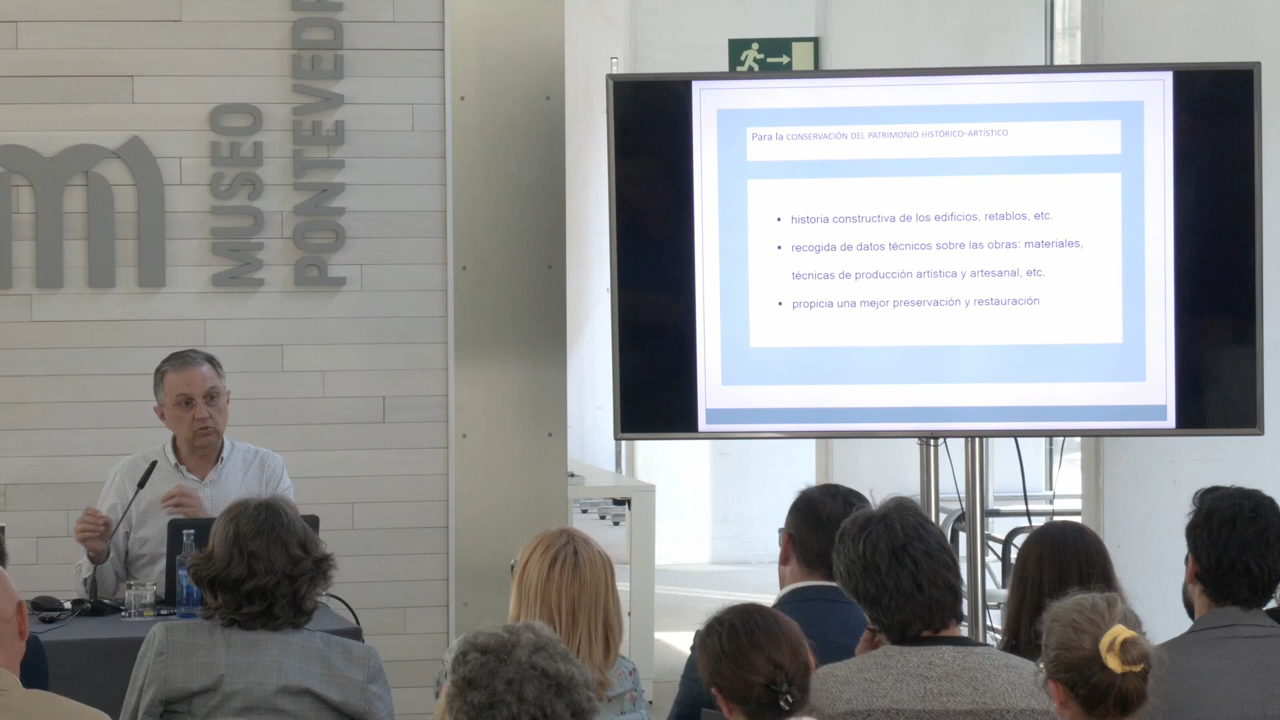 MUSEO
PONTEVEDR
Para la CONSERVACIÓN DEL PATRIMONIO HISTÓRICO-ARTÍSTICO
▪ historia constructiva de los edificios, retablos, etc.
▪ recogida de datos técnicos sobre las obras: materiales,
técnicas de producción artística y artesanal, etc.
▪ propicia una mejor preservación y restauración